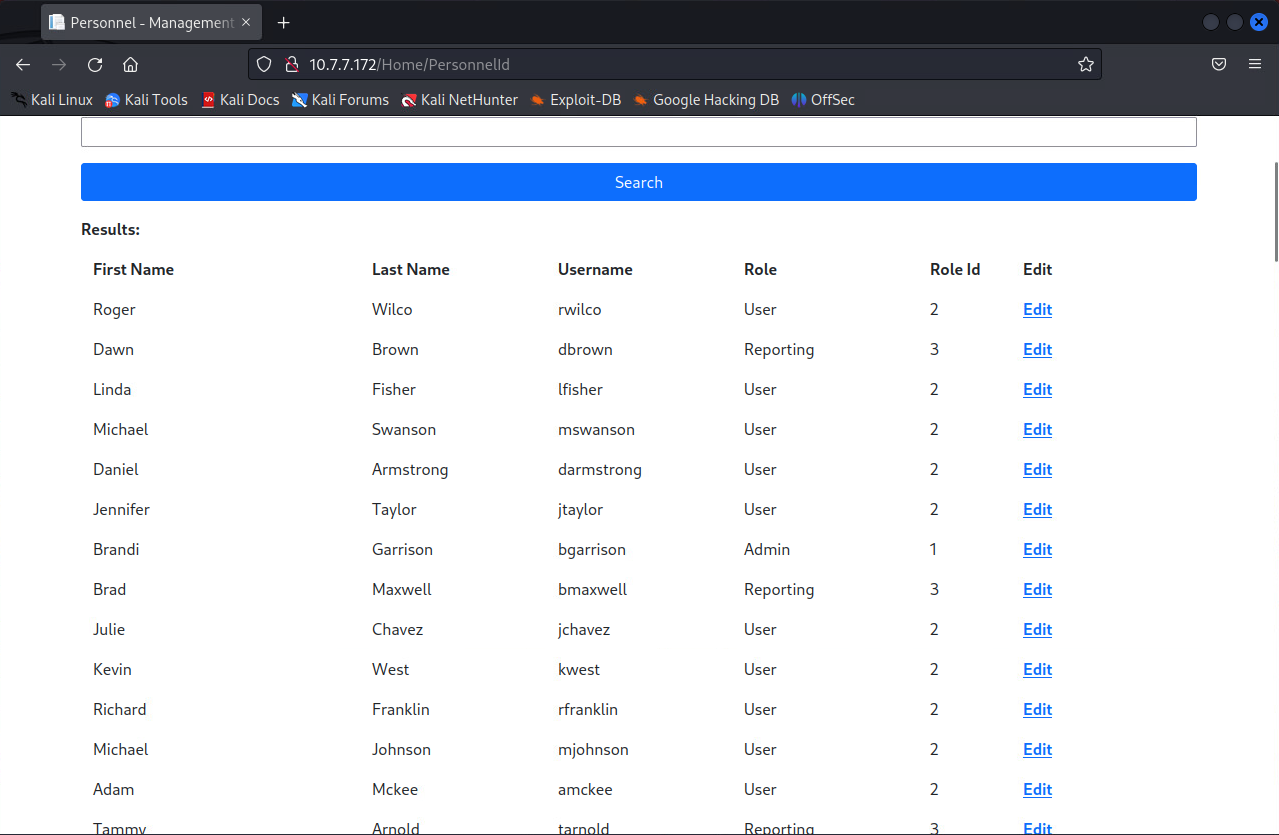 Personnel - Management
10.7.7.172/Home/PersonnelId
Kali Linux Kali Tools Kali Docs Kali Forums Kali NetHunter Exploit-DB Google Hacking DB OffSec
Search
Results:
First Name Last Name Username Role Role Id Edit
Roger Wilco rwilco User 2 Edit
Dawn Brown dbrown Reporting 3 Edit
Linda Fisher lfisher User 2 Edit
Michael Swanson mswanson User 2 Edit
Daniel Armstrong darmstrong User 2 Edit
Jennifer Taylor jtaylor User 2 Edit
Brandi Garrison bgarrison Admin 1 Edit
Brad Maxwell bmaxwell Reporting 3 Edit
Julie Chavez jchavez User 2 Edit
Kevin West kwest User 2 Edit
Richard Franklin rfranklin User 2 Edit
Michael Johnson mjohnson User 2 Edit
Adam Mckee amckee User 2 Edit
Tammy Arnold tarnold Reporting 3 Edit